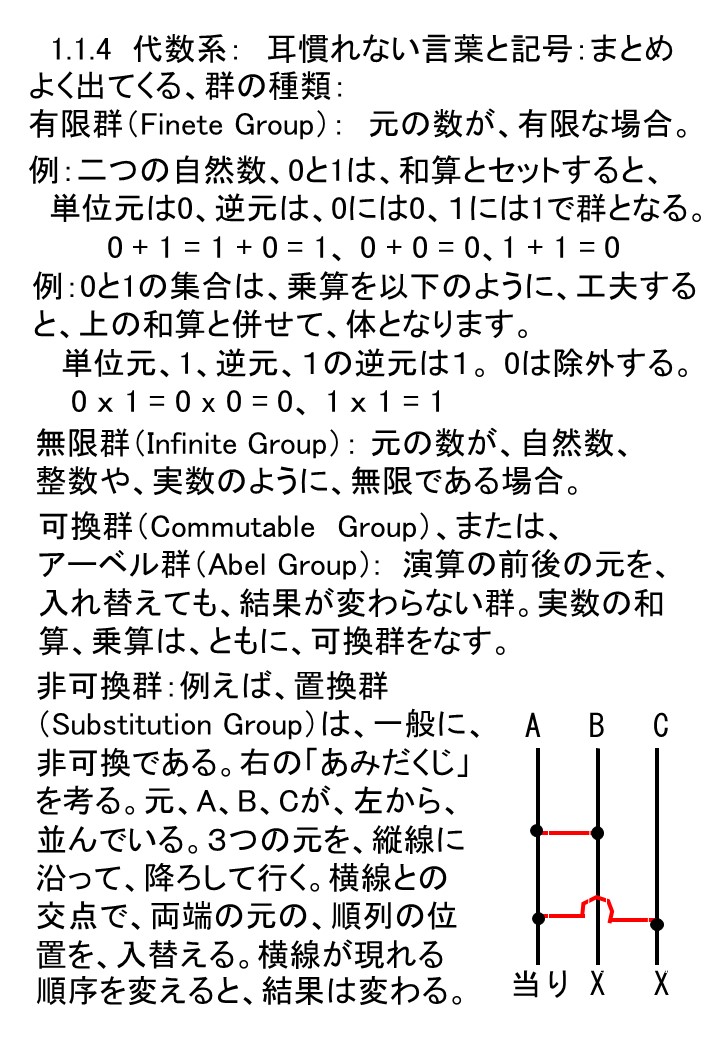 1.1.4 代数系： 耳慣れない言葉と記号：まとめ
よく出てくる、群の種類：
有限群（Finete Group）： 元の数が、有限な場合。
例：二つの自然数、0と1は、和算とセットすると、
単位元は0、逆元は、0には0、１には1で群となる。
0 + 1 = 1 + 0 = 1、 0 + 0 = 0、1 + 1 = 0
例：0と1の集合は、乗算を以下のように、工夫する
と、上の和算と併せて、体となります。
単位元、1、逆元、１の逆元は１。 0は除外する。
0 x 1 = 0 x 0 = 0、 1 x 1 = 1
無限群（Infinite Group）： 元の数が、自然数、
整数や、実数のように、無限である場合。
可換群（Commutable Group）、または、
アーベル群（Abel Group）： 演算の前後の元を、
入れ替えても、結果が変わらない群。実数の和
算、乗算は、ともに、可換群をなす。
非可換群：例えば、置換群
（Substitution Group）は、一般に、
非可換である。右の「あみだくじ」
を考る。元、A、B、Cが、左から、
並んでいる。３つの元を、縦線に
沿って、降ろして行く。横線との
交点で、両端の元の、順列の位
置を、入替える。横線が現れる
順序を変えると、結果は変わる。
A B C
当り X X